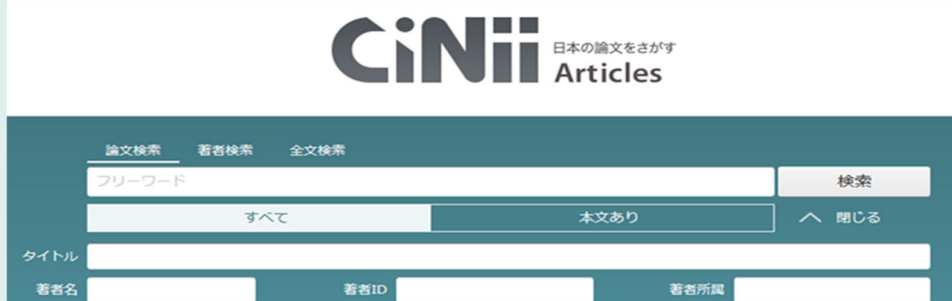 CiNii 日本の論文をさがす
Articles
論文検索 著者検索 全文検索
フリーワード 検索
すべて 本文あり 閉じる
タイトル
著者名 著者ID 著者所属